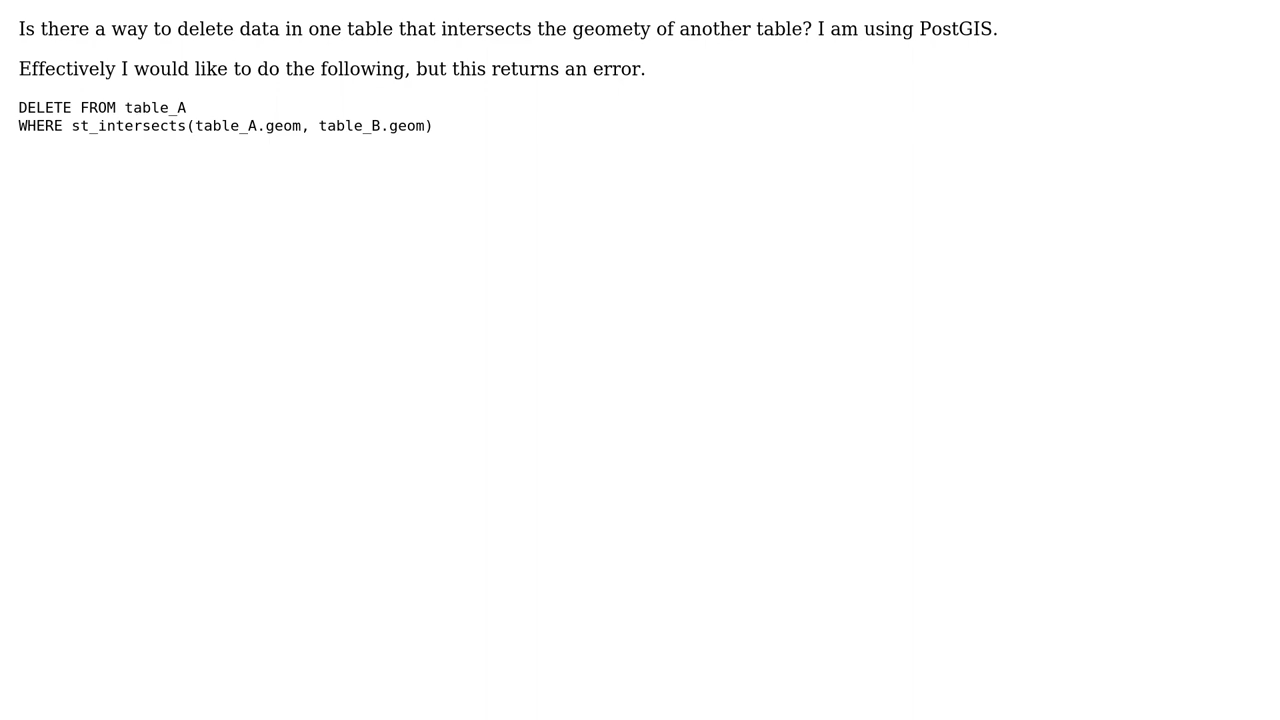 Is there a way to delete data in one table that intersects the geomety of another table? I am using PostGIS.
Effectively I would like to do the following, but this returns an error.
DELETE FROM table_A
WHERE st_intersects(table_A.geom, table_B.geom)